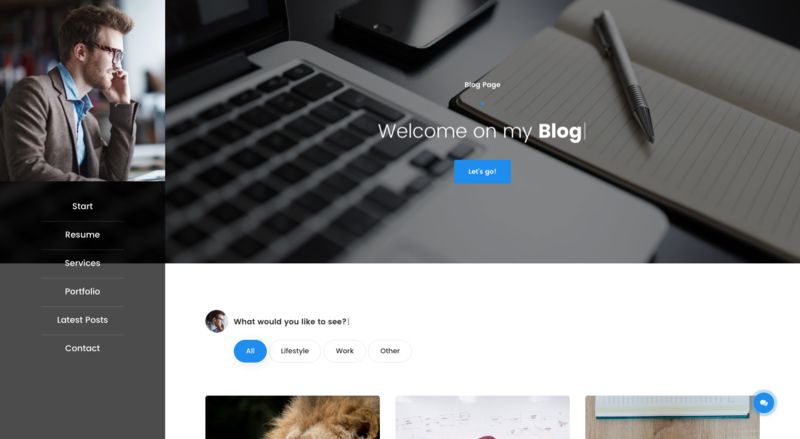 Start
Resume
Services
Portfolio
Latest Posts
Contact
Blog Page
Welcome on my Blog
Let's go!
What would you like to see?
All
Lifestyle
Work
Other